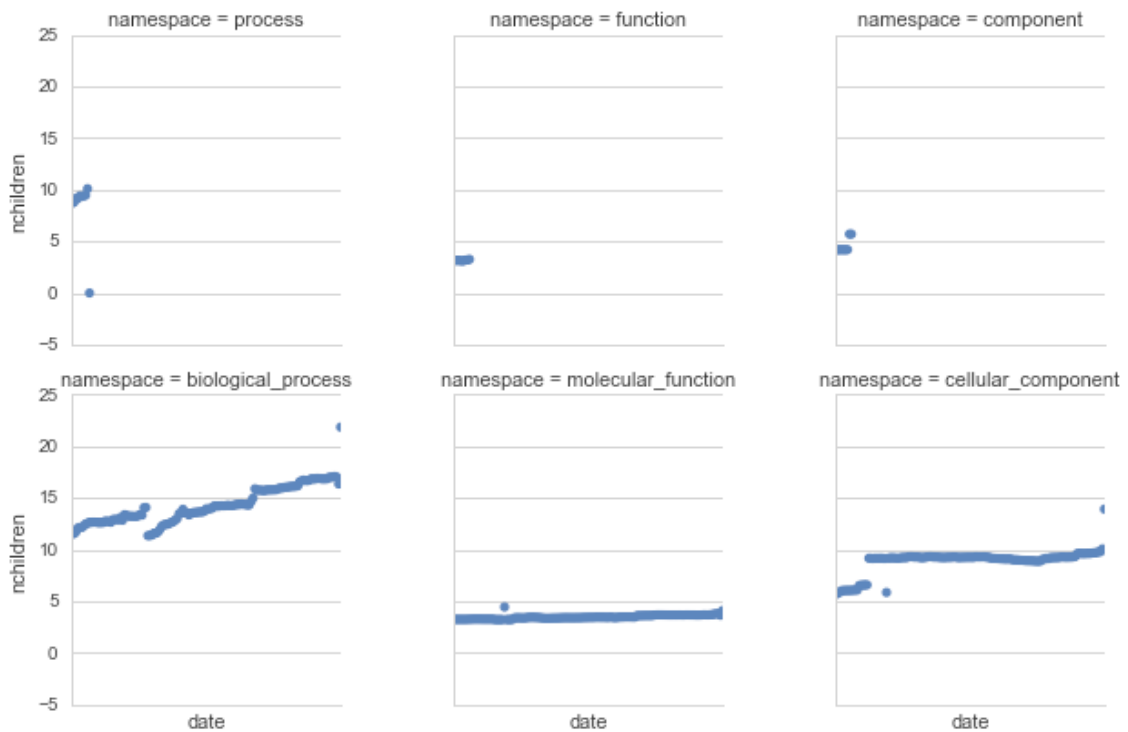 namespace = process
namespace = function
namespace = component
25
20
15
10
5
0
−5
nchildren
namespace = biological_process
namespace = molecular_function
namespace = cellular_component
25
20
15
10
5
0
−5
nchildren
date
date
date